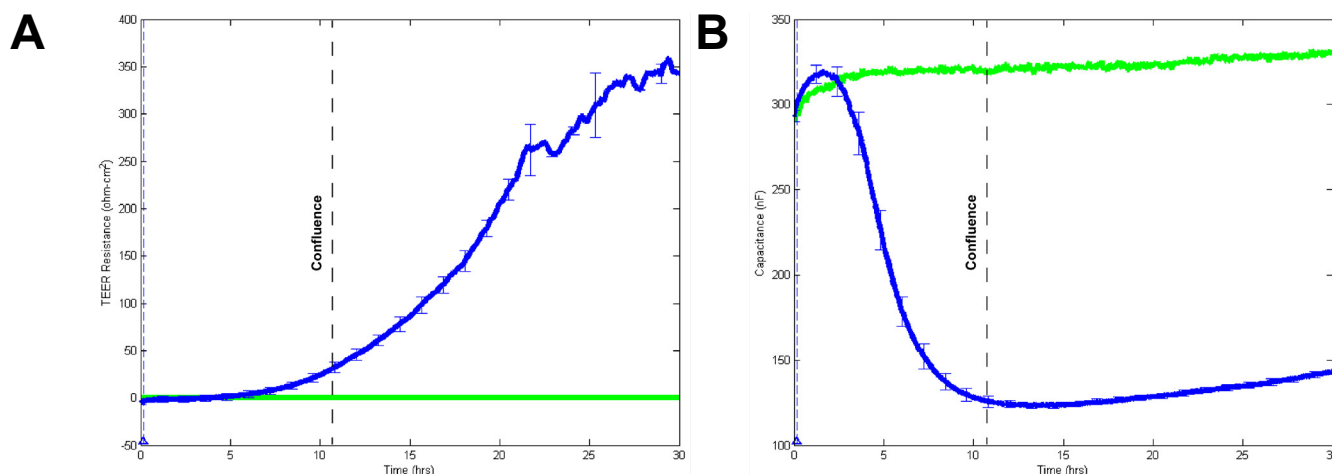 A
400
350
300
250
200
150
100
50
0
-50
TEER Resistance (ohm-cm²)
Confluence
0 5 10 15 20 25 30
Time (hrs)
B
350
300
250
200
150
100
Capacitance (nF)
Confluence
0 5 10 15 20 25 30
Time (hrs)